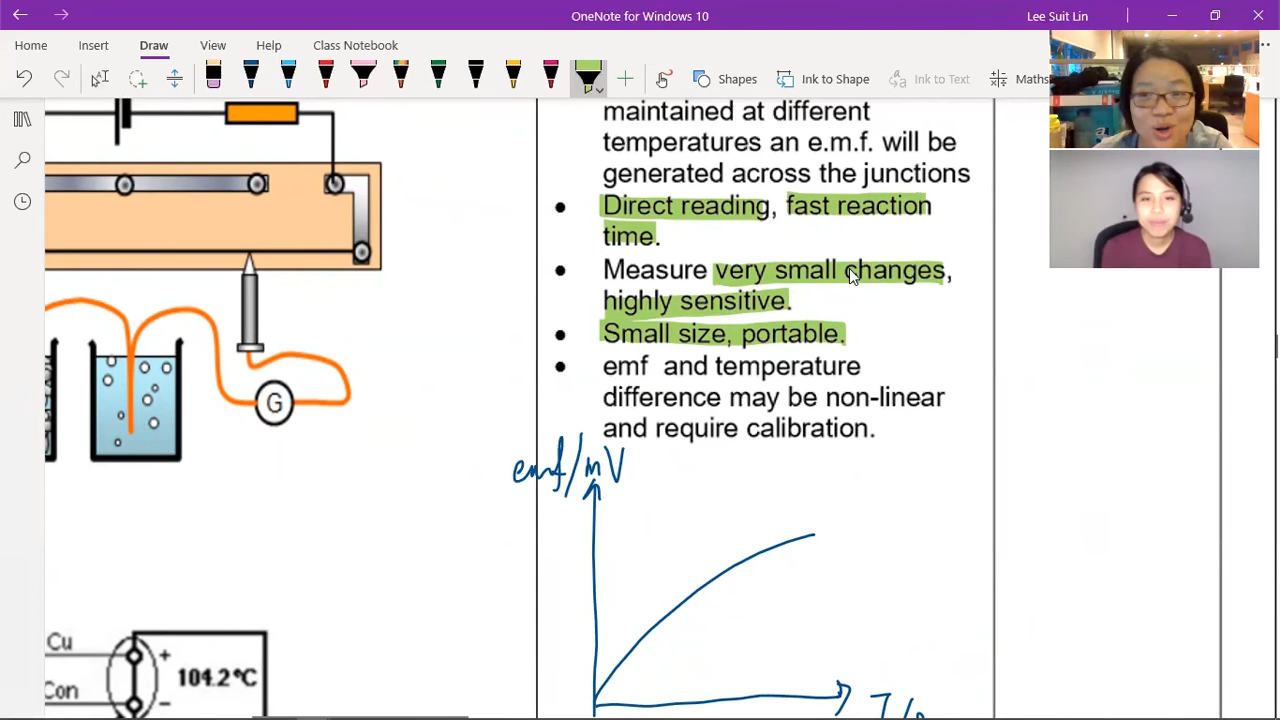 OneNote for Windows 10
Lee Suit Lin
Home Insert Draw View Help Class Notebook
Shapes Ink to Shape Ink to Text Maths
maintained at different
temperatures an e.m.f. will be
generated across the junctions
• Direct reading, fast reaction
time.
• Measure very small changes,
highly sensitive.
• Small size, portable.
• emf and temperature
difference may be non-linear
and require calibration.
G
emf/mV
Cu
+
104.2°C
Con
-
T/